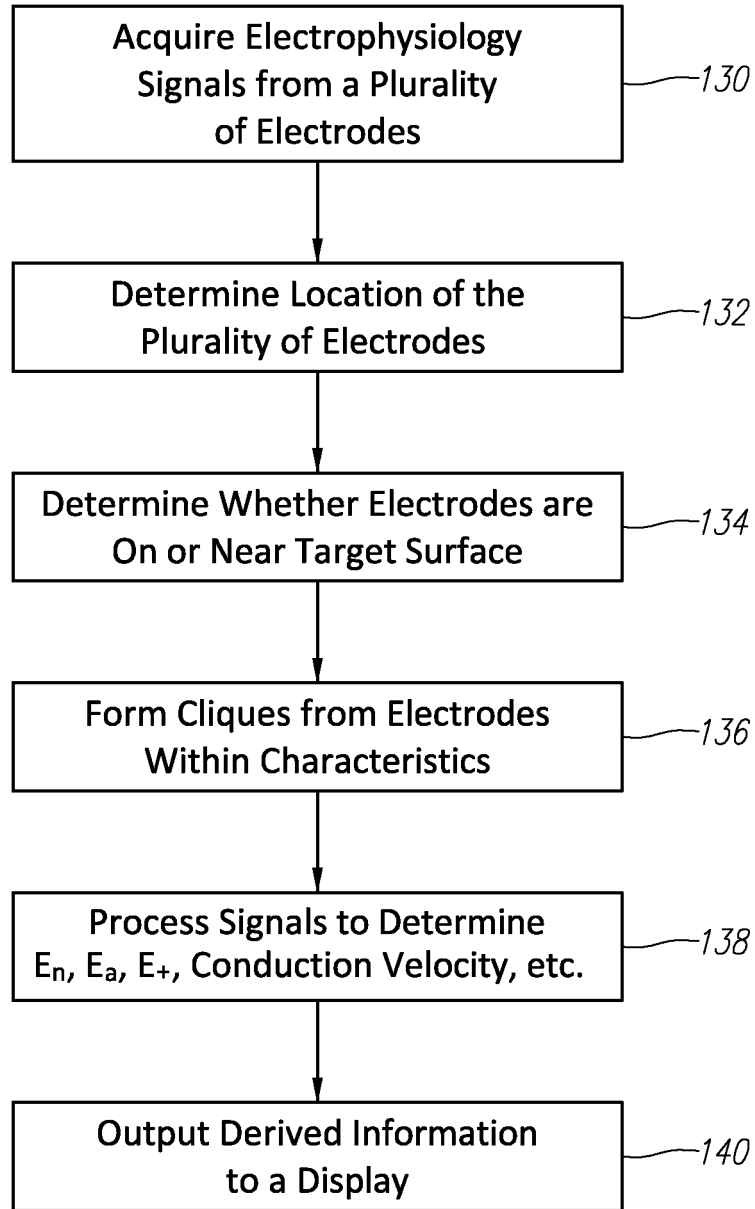 Acquire Electrophysiology
Signals from a Plurality
of Electrodes
130
Determine Location of the
Plurality of Electrodes
132
Determine Whether Electrodes are
On or Near Target Surface
134
Form Cliques from Electrodes
Within Characteristics
136
Process Signals to Determine
Eₙ, Eₐ, E₊, Conduction Velocity, etc.
138
Output Derived Information
to a Display
140